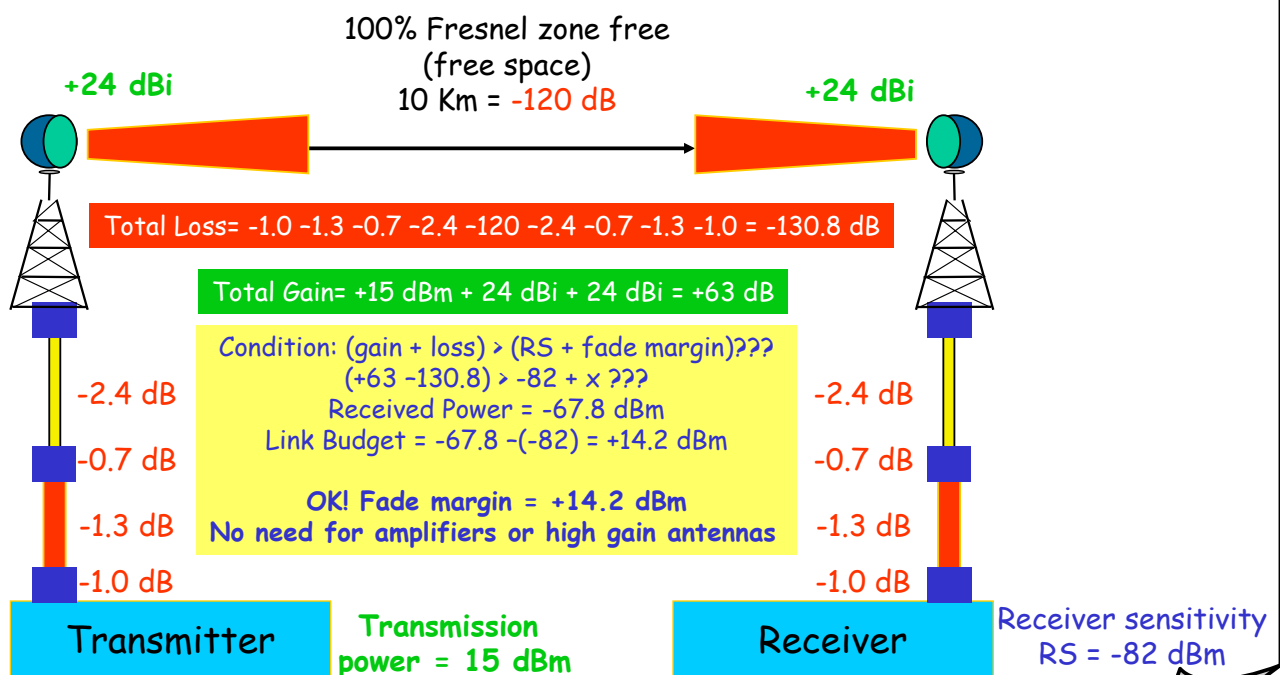 100% Fresnel zone free
(free space)
10 Km = -120 dB
+24 dBi
+24 dBi
Total Loss= -1.0 –1.3 –0.7 –2.4 –120 –2.4 –0.7 –1.3 -1.0 = -130.8 dB
Total Gain= +15 dBm + 24 dBi + 24 dBi = +63 dB
Condition: (gain + loss) > (RS + fade margin)???
(+63 –130.8) > -82 + x ???
Received Power = -67.8 dBm
Link Budget = -67.8 –(-82) = +14.2 dBm
OK! Fade margin = +14.2 dBm
No need for amplifiers or high gain antennas
-2.4 dB
-0.7 dB
-1.3 dB
-1.0 dB
-2.4 dB
-0.7 dB
-1.3 dB
-1.0 dB
Transmitter
Transmission
power = 15 dBm
Receiver
Receiver sensitivity
RS = -82 dBm